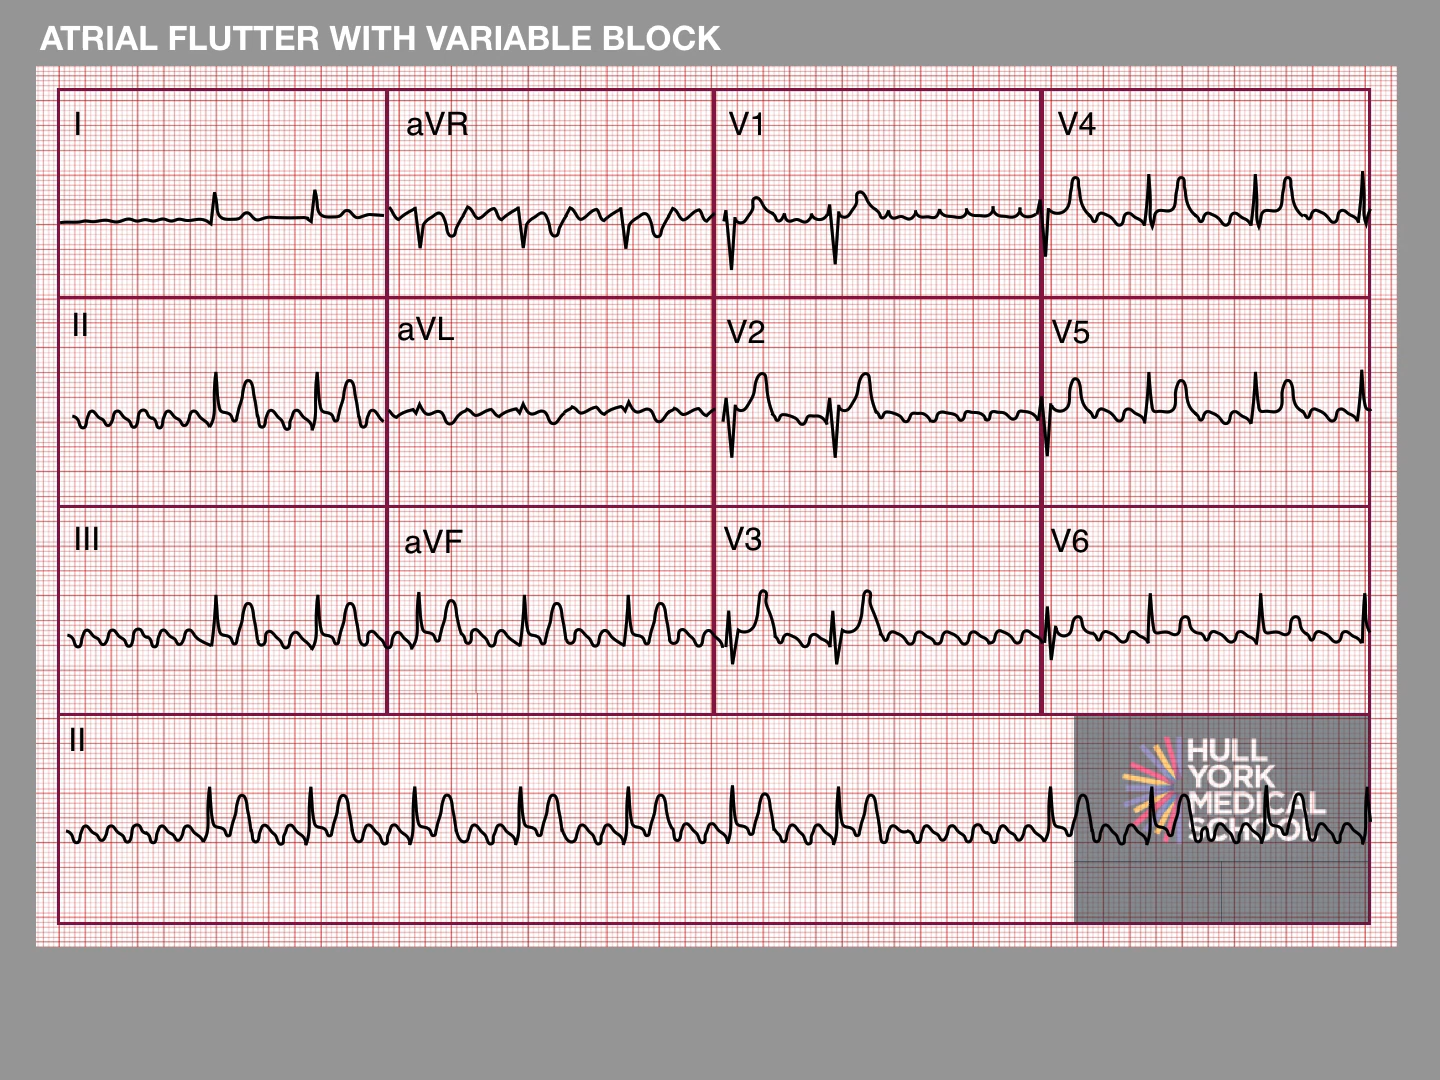 ATRIAL FLUTTER WITH VARIABLE BLOCK
I
aVR
V1
V4
II
aVL
V2
V5
III
aVF
V3
V6
II
HULL
YORK
MEDICAL
SCHOOL